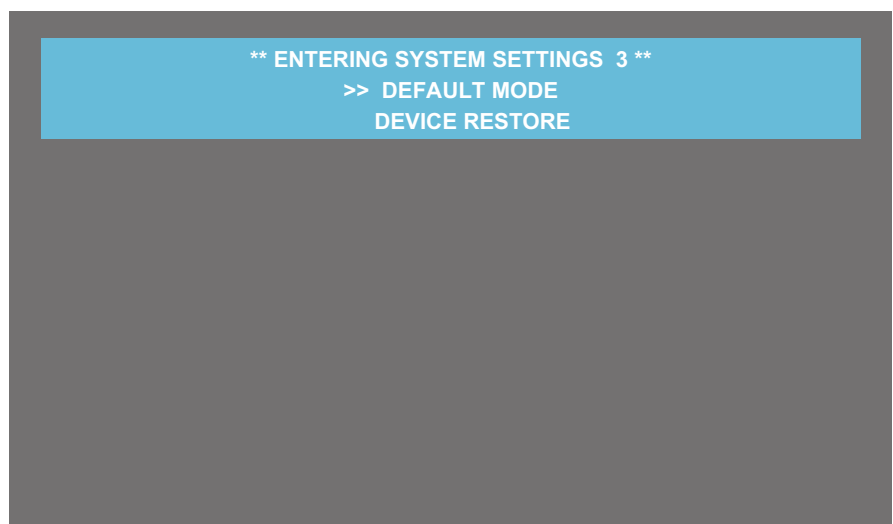 ** ENTERING SYSTEM SETTINGS 3 **
>> DEFAULT MODE
DEVICE RESTORE